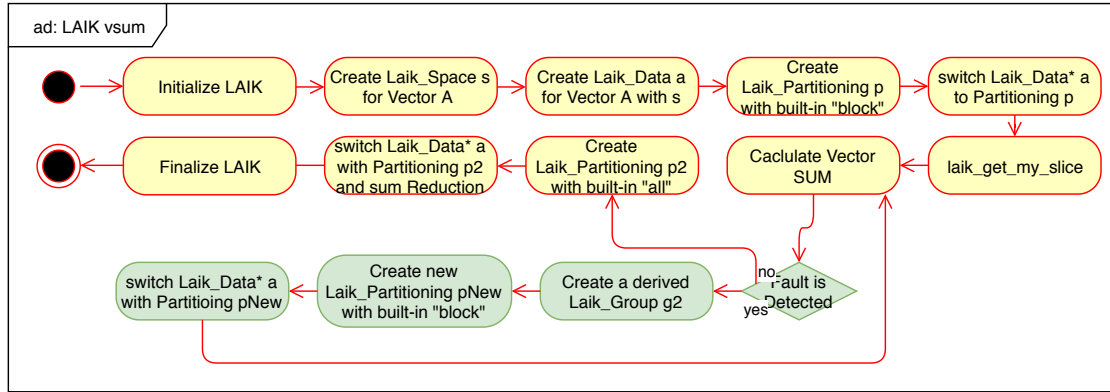 ad: LAIK vsum
Initialize LAIK
Create Laik_Space s
for Vector A
Create Laik_Data a
for Vector A with s
Create
Laik_Partitioning p
with built-in "block"
switch Laik_Data* a
to Partitioning p
Finalize LAIK
switch Laik_Data* a
with Partitioning p2
and sum Reduction
Create
Laik_Partitioning p2
with built-in "all"
Caclulate Vector
SUM
laik_get_my_slice
switch Laik_Data* a
with Partitioing pNew
Create new
Laik_Partitioning pNew
with built-in "block"
Create a derived
Laik_Group g2
no
Fault is
Detected
yes